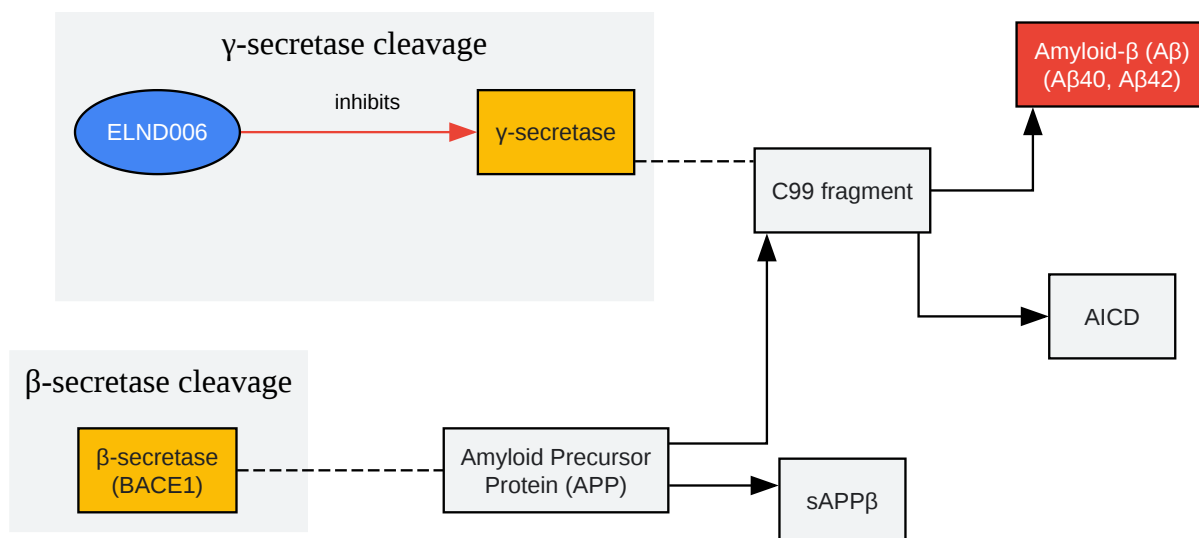 γ-secretase cleavage
Amyloid-β (Aβ)
(Aβ40, Aβ42)
inhibits
ELND006
γ-secretase
C99 fragment
AICD
β-secretase cleavage
β-secretase
(BACE1)
Amyloid Precursor
Protein (APP)
sAPPβ